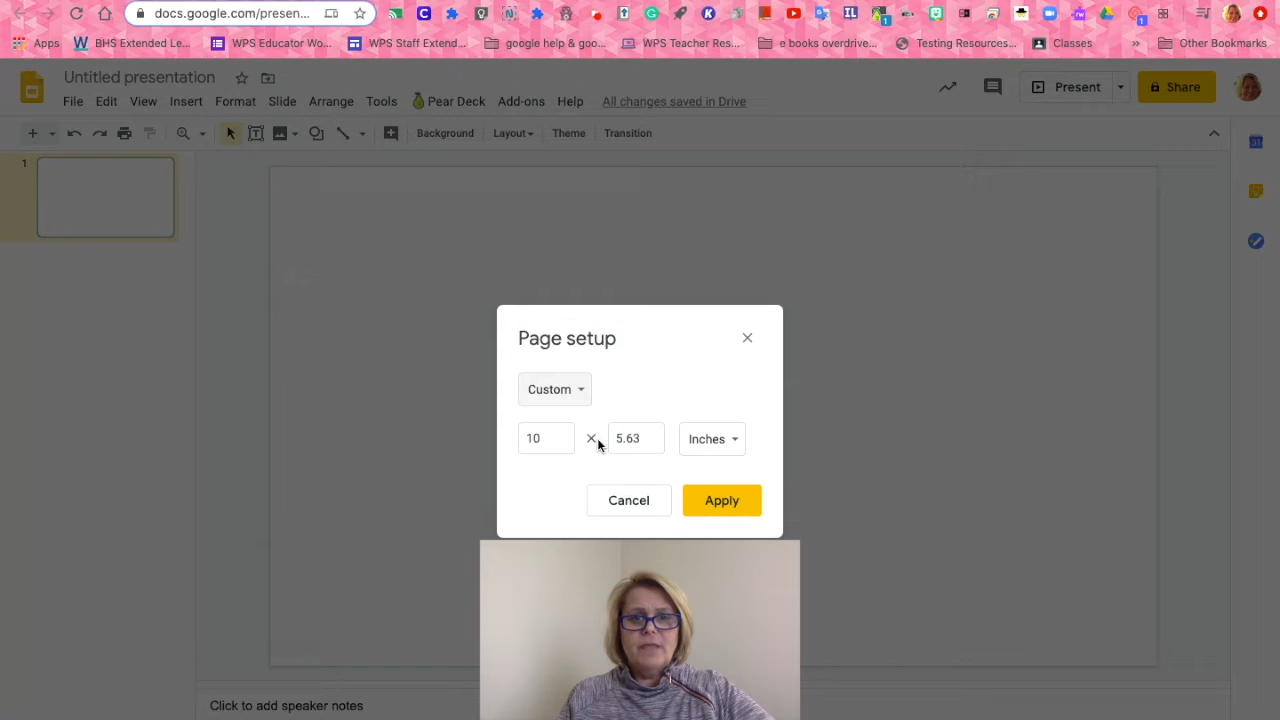 docs.google.com/presen...
Apps BHS Extended Le... WPS Educator Wo... WPS Staff Extend... google help & goo... WPS Teacher Res... e books overdrive... Testing Resources... Classes » Other Bookmarks
Untitled presentation
File Edit View Insert Format Slide Arrange Tools Pear Deck Add-ons Help All changes saved in Drive
Present
Share
Background Layout Theme Transition
1
Page setup
Custom
10 × 5.63 Inches
Cancel Apply
Click to add speaker notes